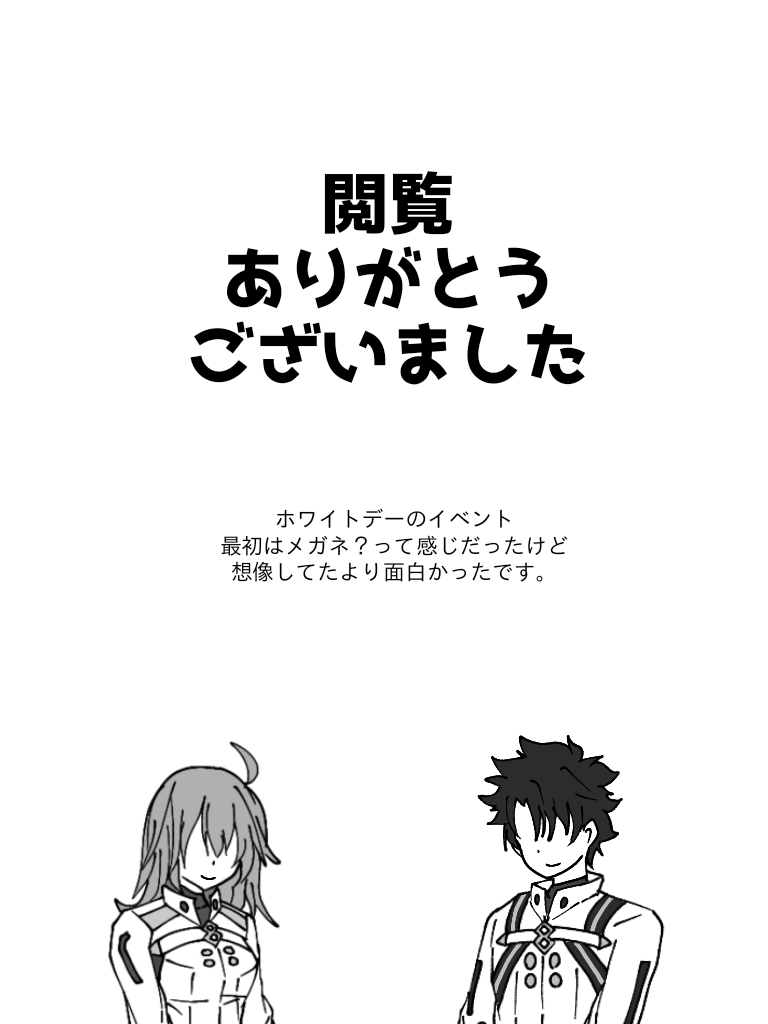 閲覧
ありがとう
ございました
ホワイトデーのイベント
最初はメガネ？って感じだったけど
想像してたより面白かったです。